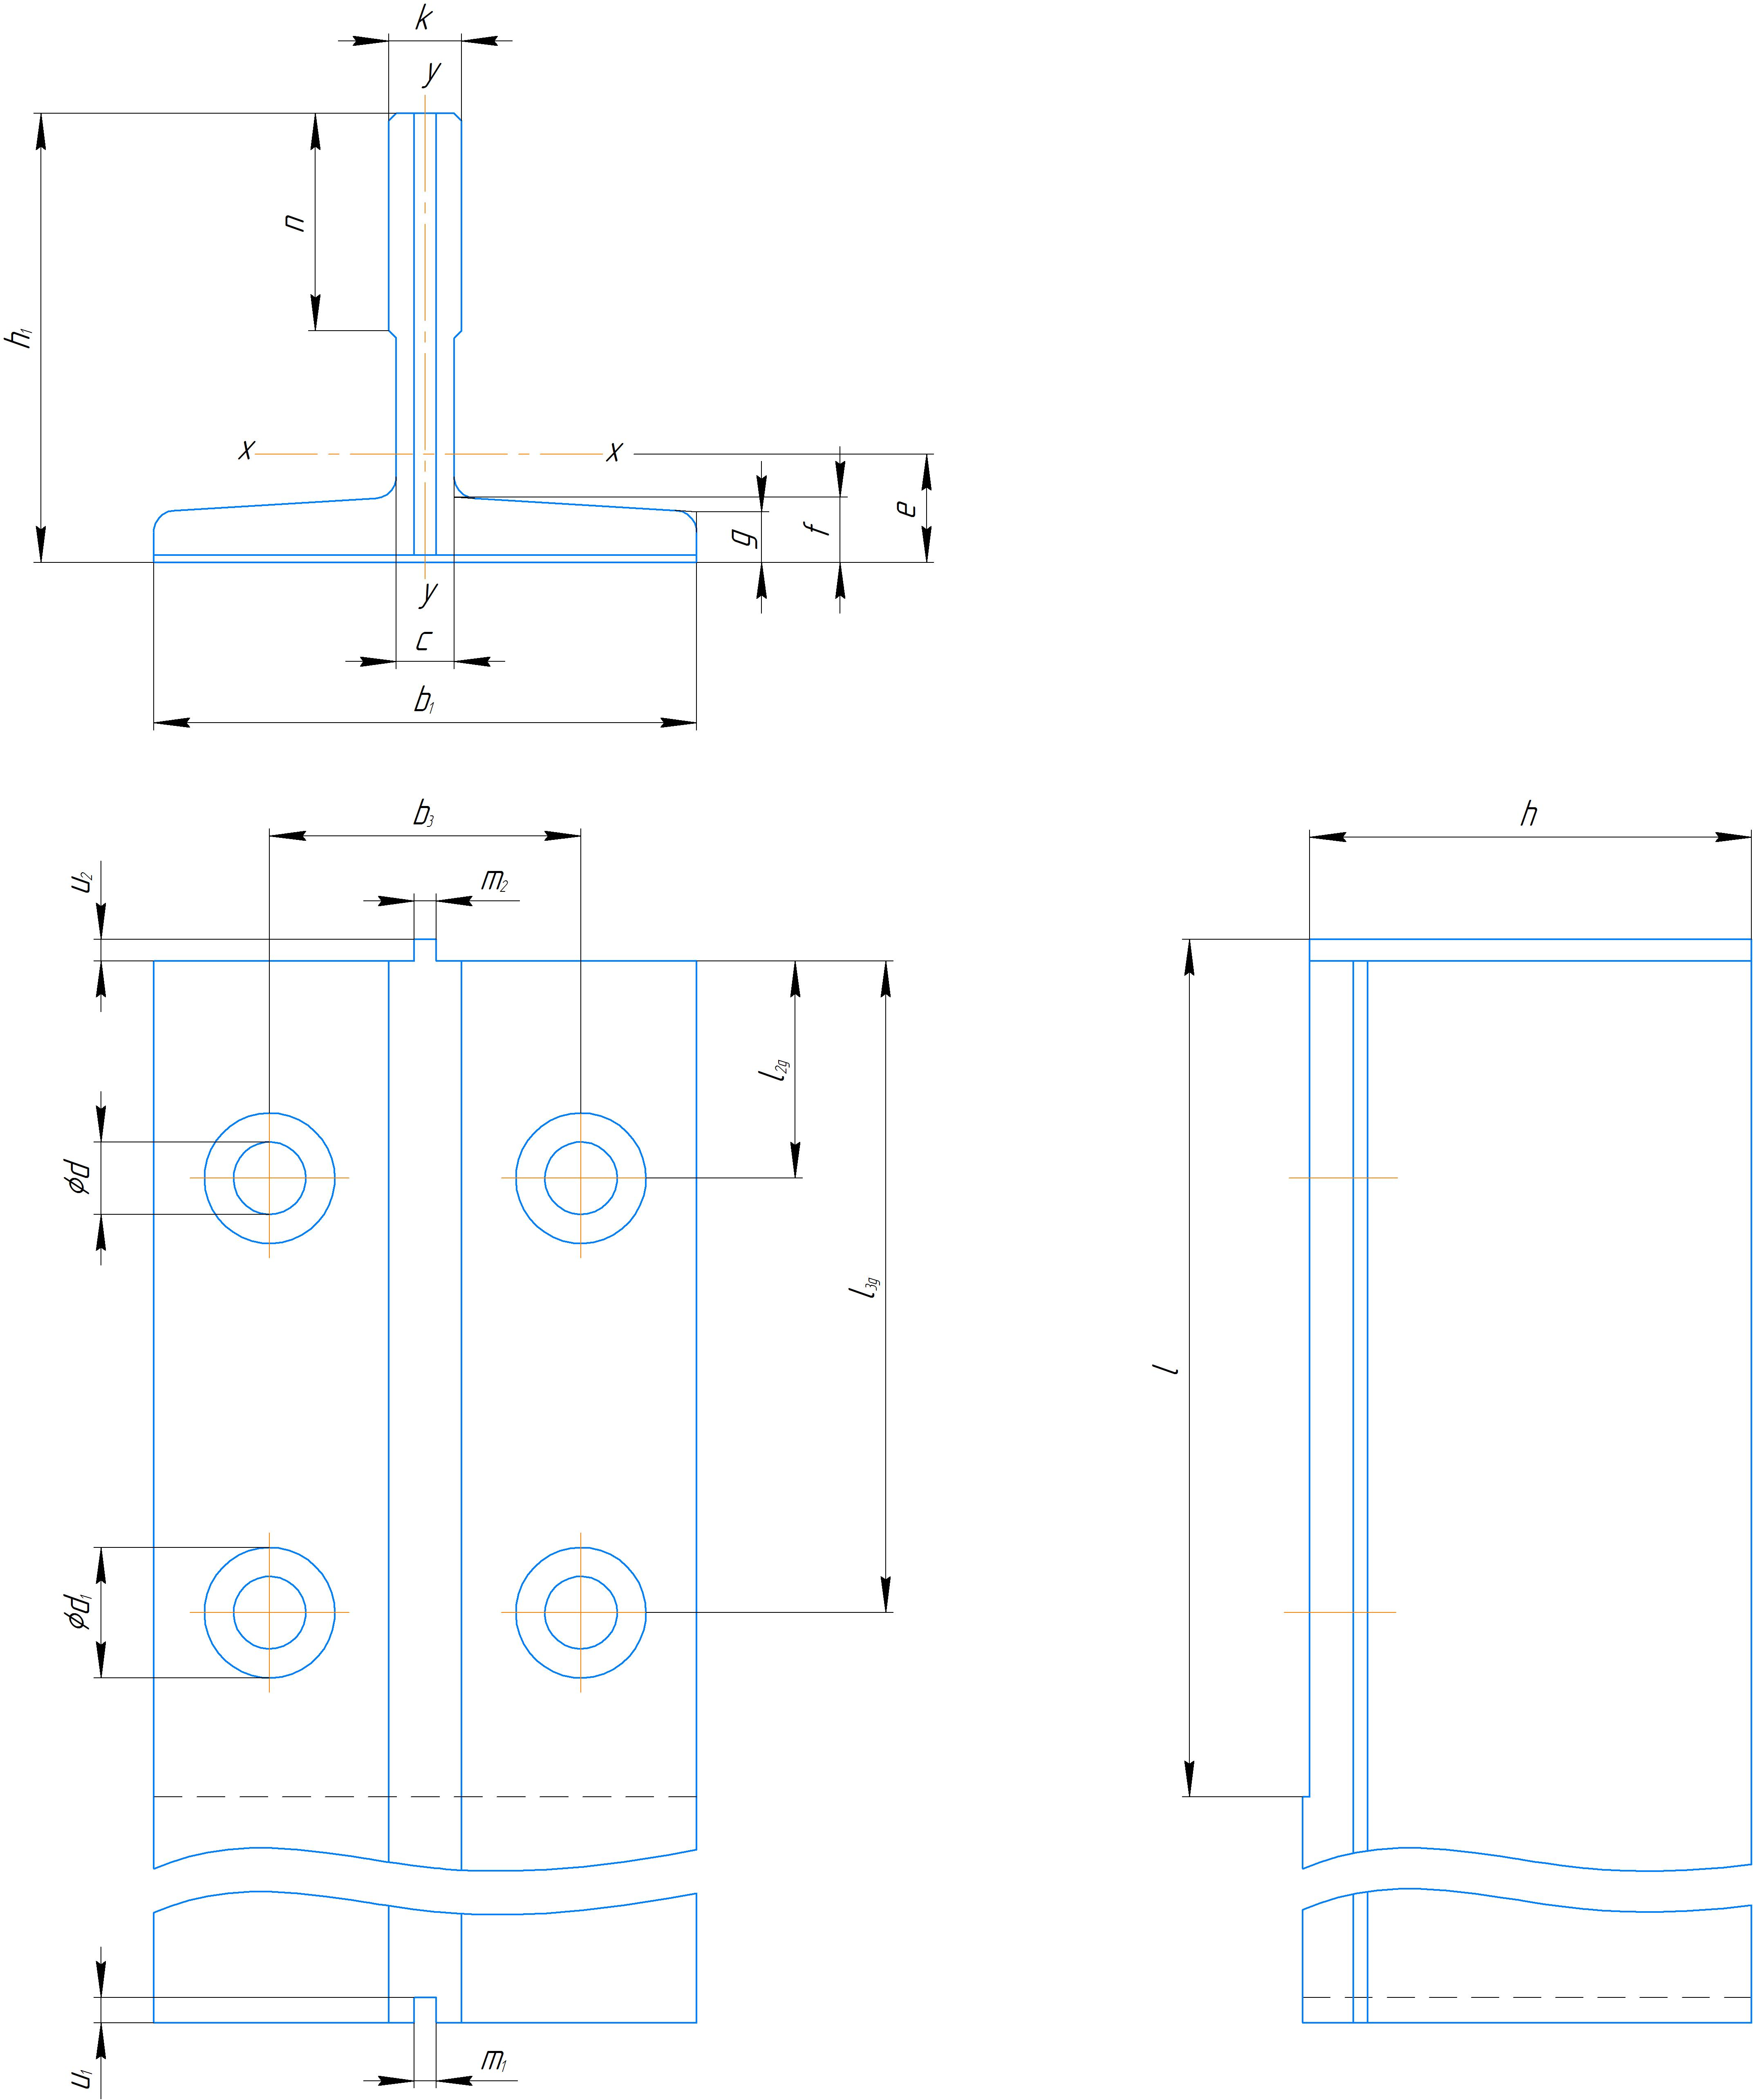 k
y
n
h₁
x
x
e
f
g
y
c
b₁
b₃
h
u₂
m₂
l₂g
ϕd
l₃g
l
ϕd₁
m₁
u₁